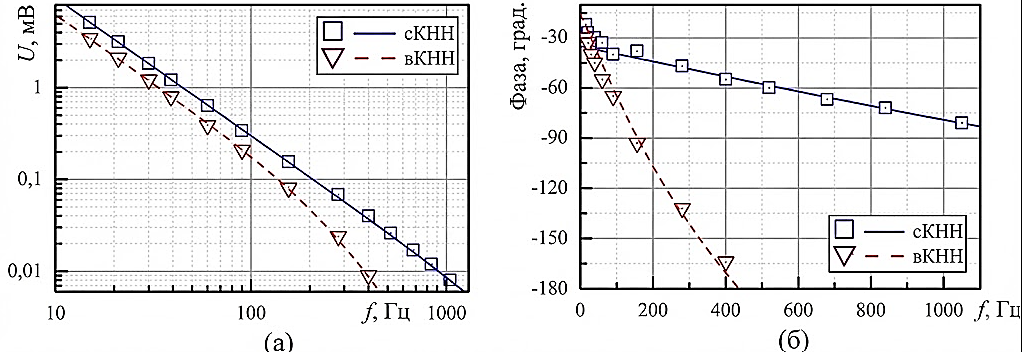 U, мВ
1
0,1
0,01
10
100
1000
f, Гц
сКНН
вКНН
(а)
Фаза, град.
-30
-60
-90
-120
-150
-180
0
200
400
600
800
1000
f, Гц
сКНН
вКНН
(б)